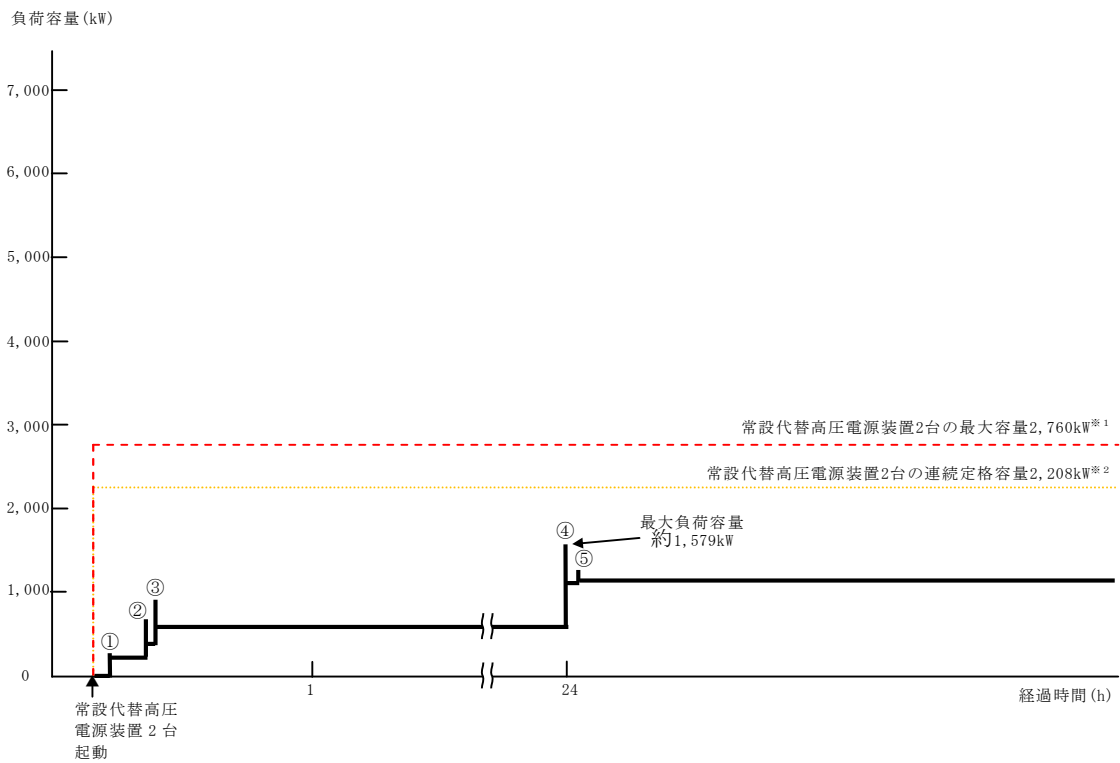 負荷容量(kW)
7,000
6,000
5,000
4,000
3,000
常設代替高圧電源装置2台の最大容量2,760kW※1
常設代替高圧電源装置2台の連続定格容量2,208kW※2
2,000
④
最大負荷容量
約1,579kW
⑤
1,000
③
②
①
0
1
24
経過時間(h)
常設代替高圧
電源装置2台
起動